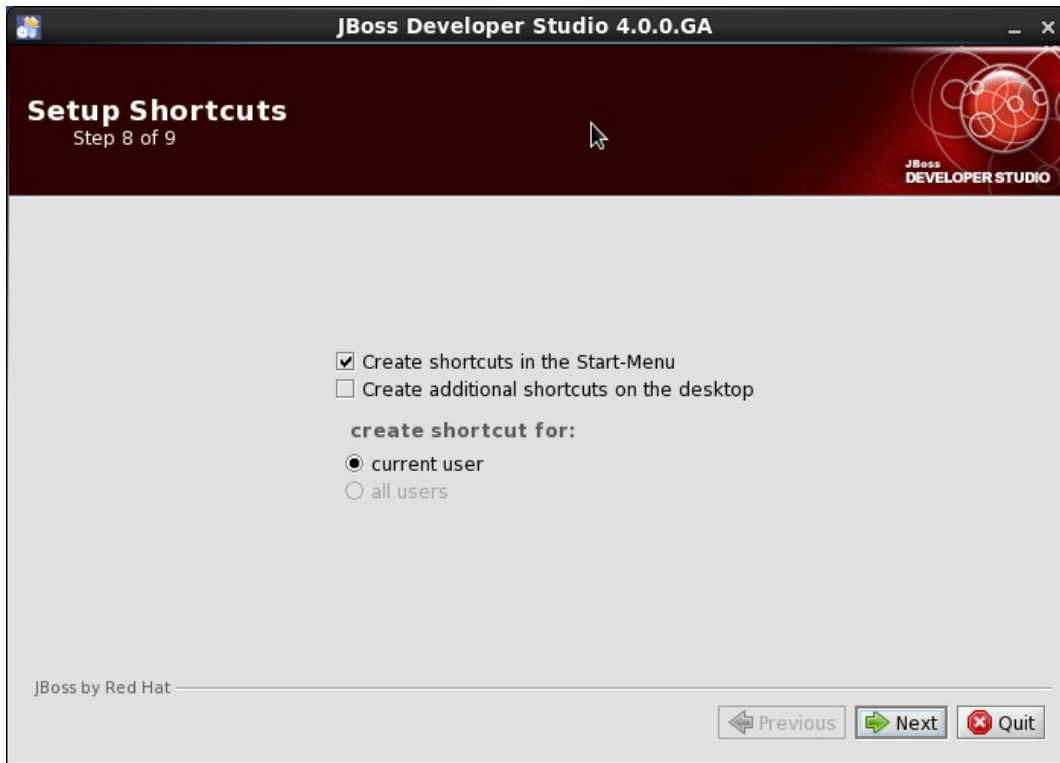 JBoss Developer Studio 4.0.0.GA
Setup Shortcuts
Step 8 of 9
JBoss
DEVELOPER STUDIO
Create shortcuts in the Start-Menu
Create additional shortcuts on the desktop
create shortcut for:
current user
all users
JBoss by Red Hat
Previous Next Quit